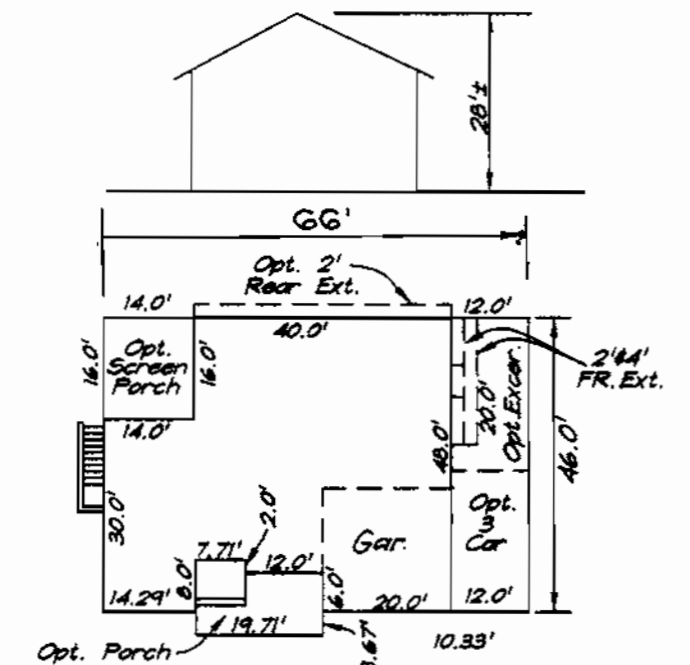 28'±
66'
Opt. 2'
Rear Ext.
14.0'
12.0'
40.0'
16.0'
Opt.
Screen
Porch
16.0'
2'&4'
FR. Ext.
20.0'
Opt. Excer.
14.0'
48.0'
46.0'
30.0'
2.0'
Opt.
3
Car
Gar.
7.71'
12.0'
8.0'
6.0'
14.29'
20.0'
12.0'
19.71'
10.33'
Opt. Porch